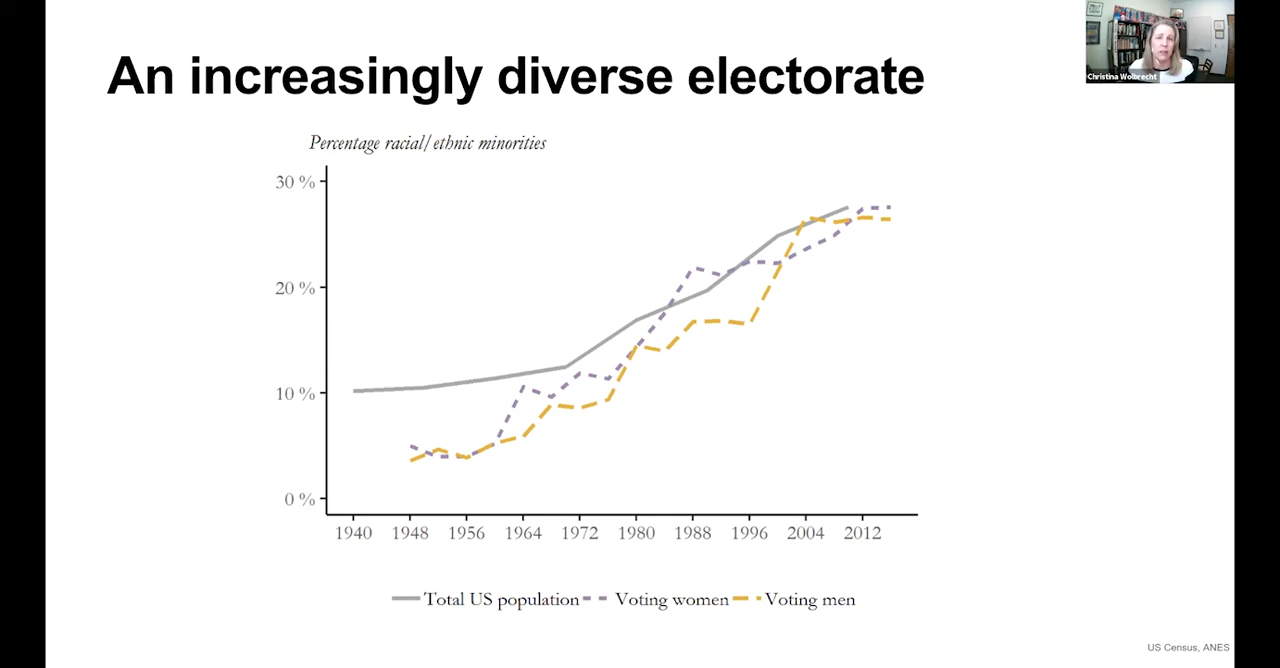 An increasingly diverse electorate
Christina Wolbrecht
Percentage racial/ethnic minorities
30 %
20 %
10 %
0 %
1940 1948 1956 1964 1972 1980 1988 1996 2004 2012
Total US population Voting women Voting men
US Census, ANES